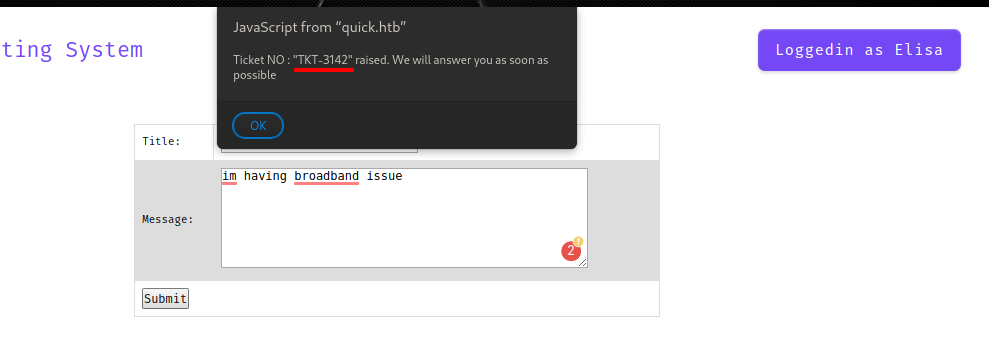 JavaScript from “quick.htb”
ting System
Loggedin as Elisa
Ticket NO : "TKT-3142" raised. We will answer you as soon as
possible
OK
Title:
im having broadband issue
Message:
2
Submit